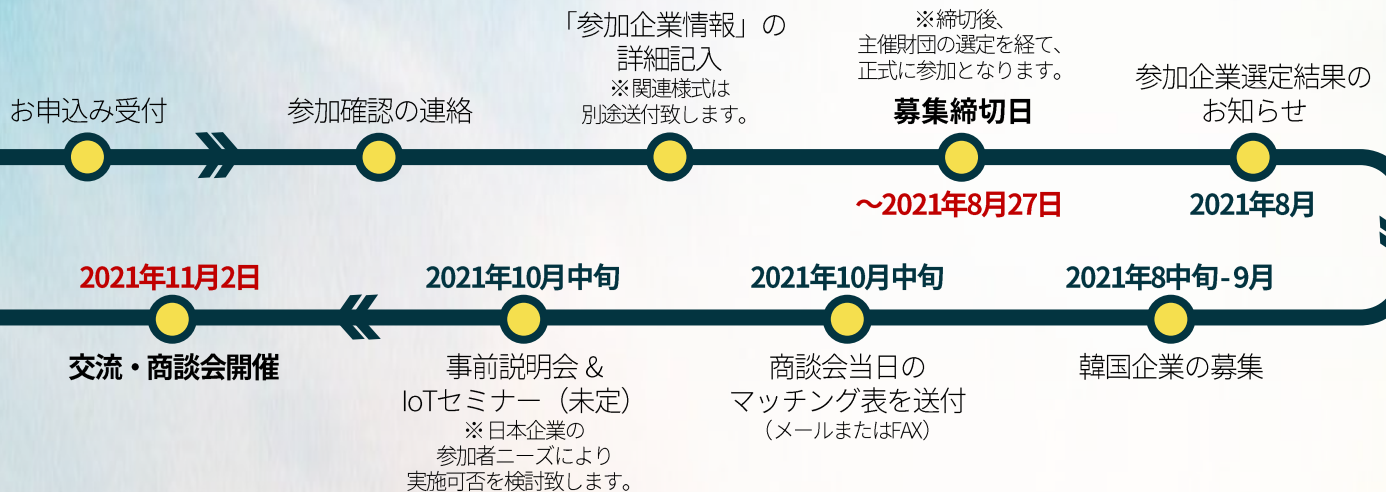 お申込み受付
参加確認の連絡
「参加企業情報」の
詳細記入
※関連様式は
別途送付致します。
※締切後、
主催財団の選定を経て、
正式に参加となります。
募集締切日
～2021年8月27日
参加企業選定結果の
お知らせ
2021年8月
2021年8中旬-9月
韓国企業の募集
2021年10月中旬
商談会当日の
マッチング表を送付
（メールまたはFAX）
2021年10月中旬
事前説明会 &
IoTセミナー（未定）
※ 日本企業の
参加者ニーズにより
実施可否を検討致します。
2021年11月2日
交流・商談会開催